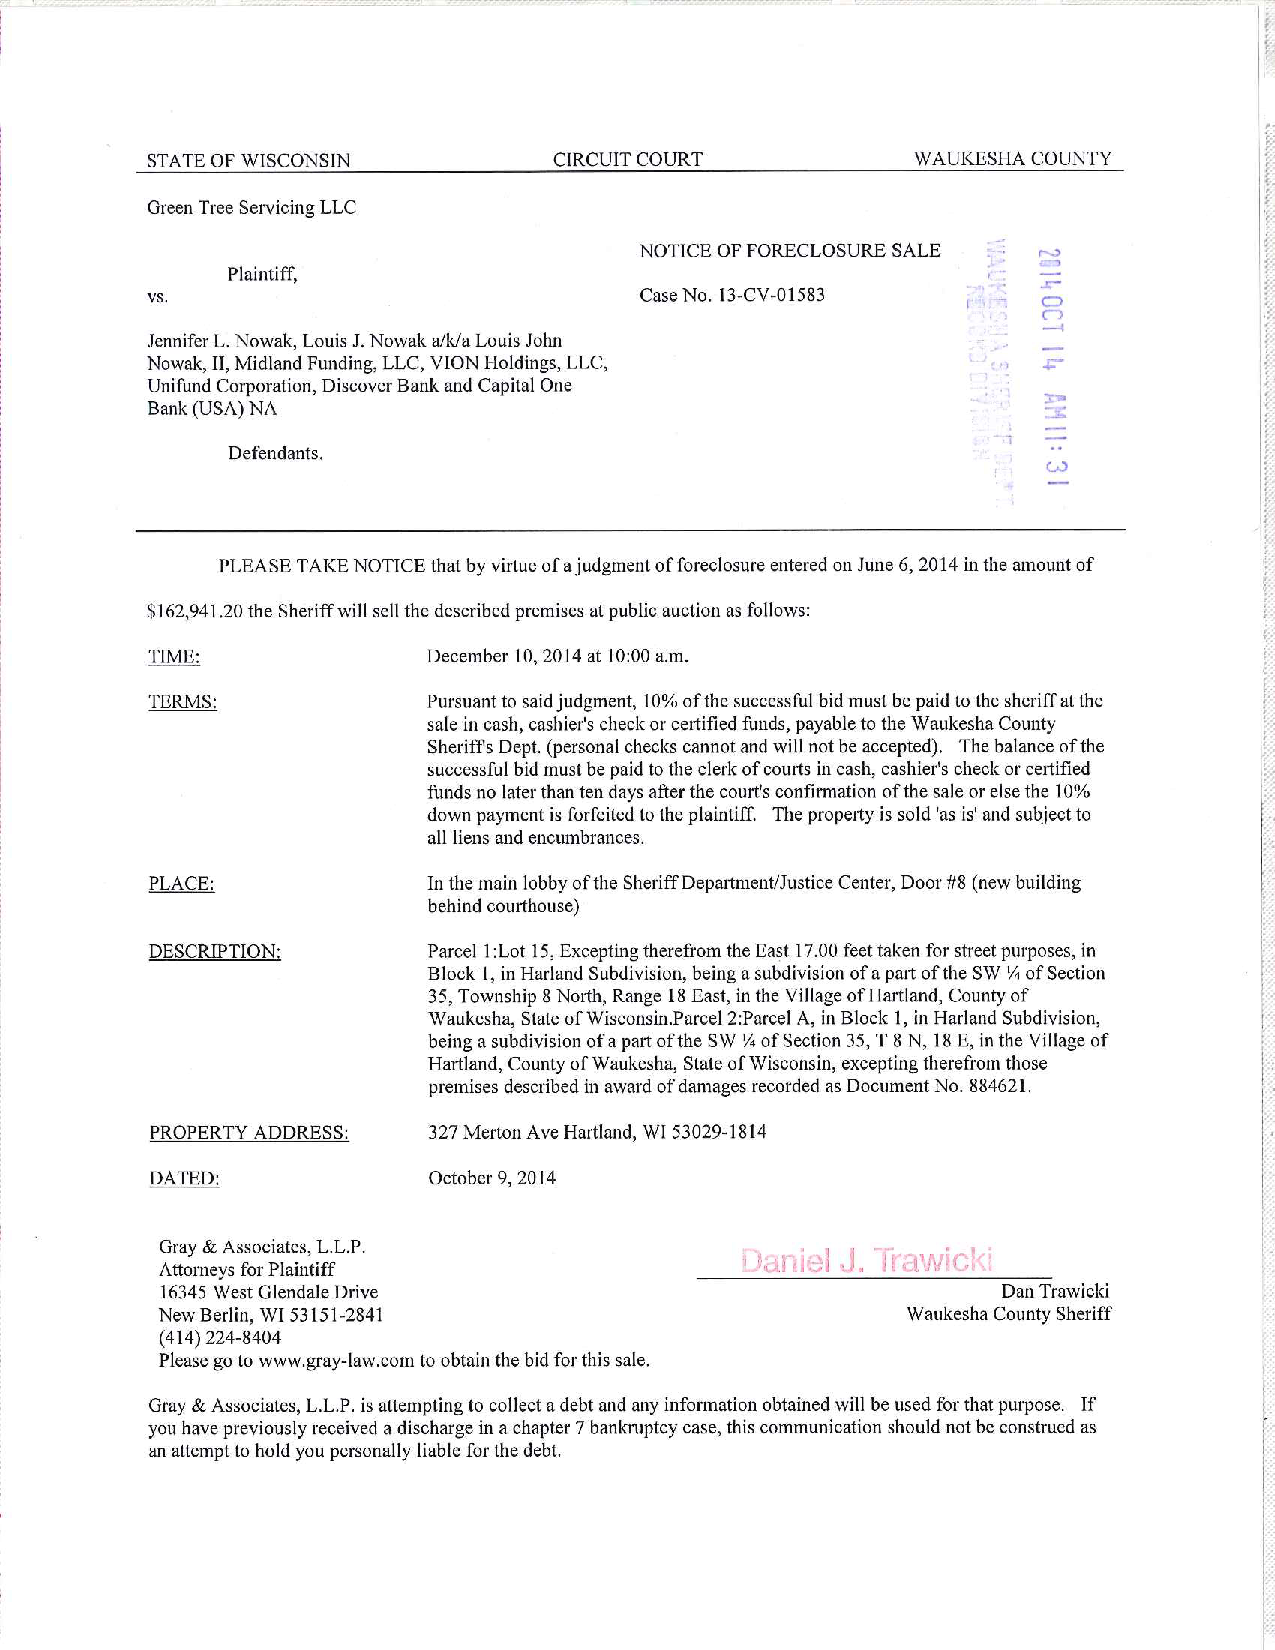 STATE OF WISCONSIN CIRCUIT COURT WAUKESHA COUNTY
Green Tree Servicing LLC
NOTICE OF FORECLOSURE SALE
Plaintiff,
vs. Case No. 13-CV-01583
Jennifer L. Nowak, Louis J. Nowak a/k/a Louis John
Nowak, II, Midland Funding, LLC, VION Holdings, LLC,
Unifund Corporation, Discover Bank and Capital One
Bank (USA) NA
Defendants.
2014 OCT 14 AM 11:31
WAUKESHA SHERIFF DEPT
PLEASE TAKE NOTICE that by virtue of a judgment of foreclosure entered on June 6, 2014 in the amount of
$162,941.20 the Sheriff will sell the described premises at public auction as follows:
TIME: December 10, 2014 at 10:00 a.m.
TERMS: Pursuant to said judgment, 10% of the successful bid must be paid to the sheriff at the
sale in cash, cashier's check or certified funds, payable to the Waukesha County
Sheriff's Dept. (personal checks cannot and will not be accepted). The balance of the
successful bid must be paid to the clerk of courts in cash, cashier's check or certified
funds no later than ten days after the court's confirmation of the sale or else the 10%
down payment is forfeited to the plaintiff. The property is sold 'as is' and subject to
all liens and encumbrances.
PLACE: In the main lobby of the Sheriff Department/Justice Center, Door #8 (new building
behind courthouse)
DESCRIPTION: Parcel 1:Lot 15, Excepting therefrom the East 17.00 feet taken for street purposes, in
Block 1, in Harland Subdivision, being a subdivision of a part of the SW ¼ of Section
35, Township 8 North, Range 18 East, in the Village of Hartland, County of
Waukesha, State of Wisconsin.Parcel 2:Parcel A, in Block 1, in Harland Subdivision,
being a subdivision of a part of the SW ¼ of Section 35, T 8 N, 18 E, in the Village of
Hartland, County of Waukesha, State of Wisconsin, excepting therefrom those
premises described in award of damages recorded as Document No. 884621.
PROPERTY ADDRESS: 327 Merton Ave Hartland, WI 53029-1814
DATED: October 9, 2014
Gray & Associates, L.L.P.
Attorneys for Plaintiff
16345 West Glendale Drive
New Berlin, WI 53151-2841
(414) 224-8404
Please go to www.gray-law.com to obtain the bid for this sale.
Daniel J. Trawicki
Dan Trawicki
Waukesha County Sheriff
Gray & Associates, L.L.P. is attempting to collect a debt and any information obtained will be used for that purpose. If
you have previously received a discharge in a chapter 7 bankruptcy case, this communication should not be construed as
an attempt to hold you personally liable for the debt.